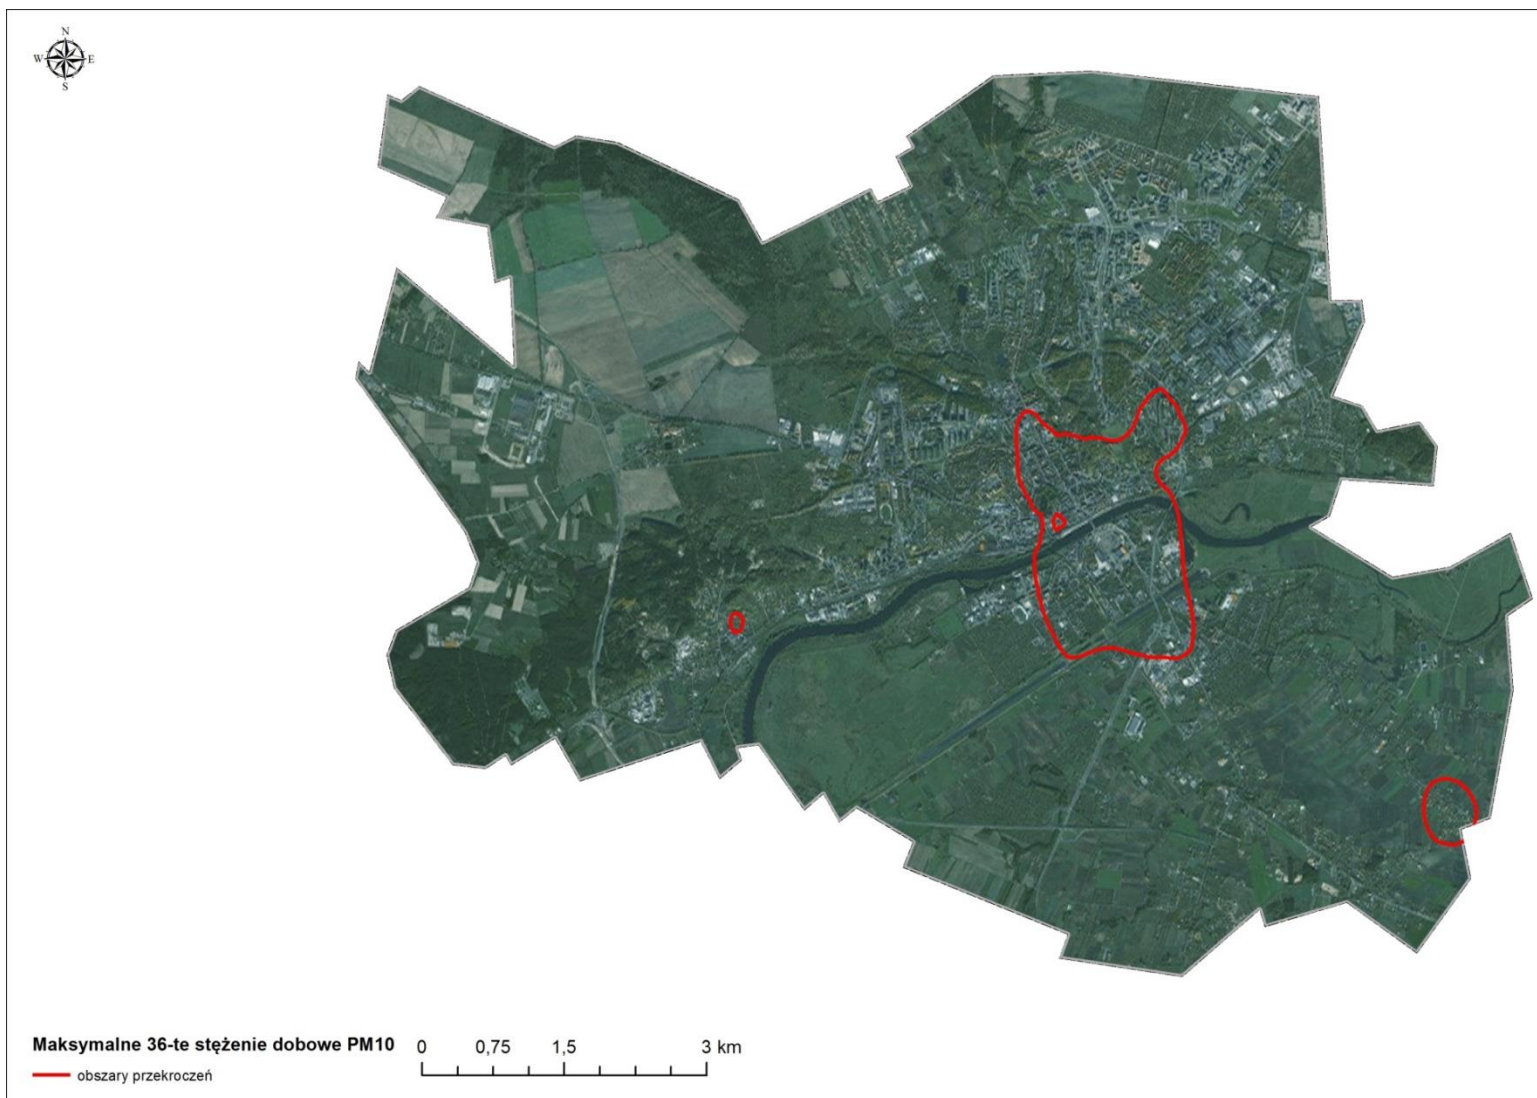 N
W E
S
Maksymalne 36-te stężenie dobowe PM10
obszary przekroczeń
0 0,75 1,5 3 km